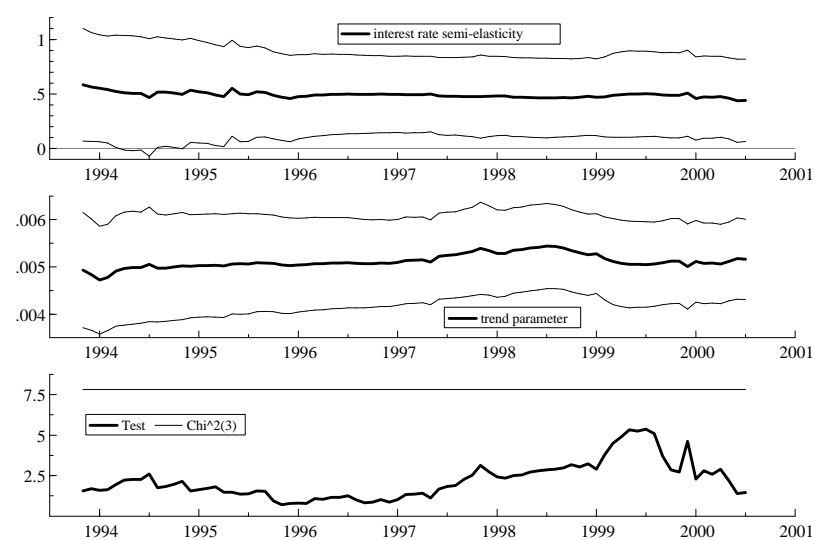 1
interest rate semi-elasticity
.5
0
1994 1995 1996 1997 1998 1999 2000 2001
.006
.005
.004
trend parameter
1994 1995 1996 1997 1998 1999 2000 2001
7.5
Test Chi^2(3)
5
2.5
1994 1995 1996 1997 1998 1999 2000 2001